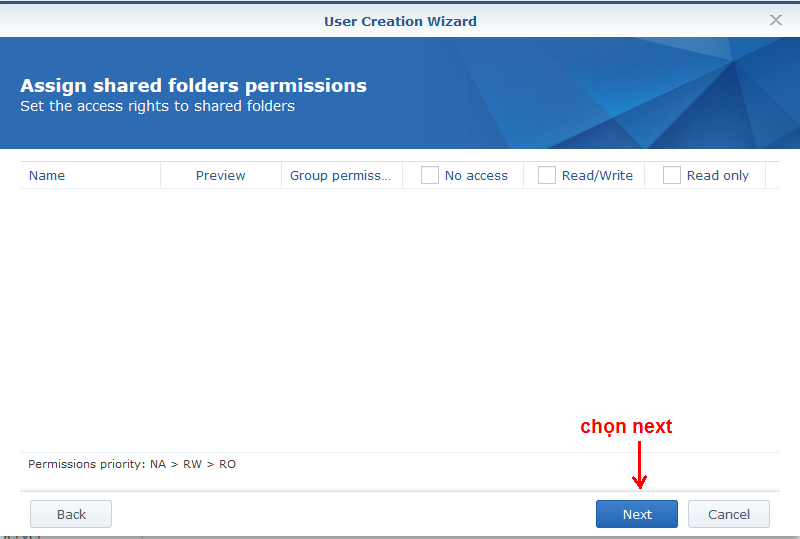 User Creation Wizard
Assign shared folders permissions
Set the access rights to shared folders
Name Preview Group permiss... No access Read/Write Read only
chọn next
Permissions priority: NA > RW > RO
Back Next Cancel